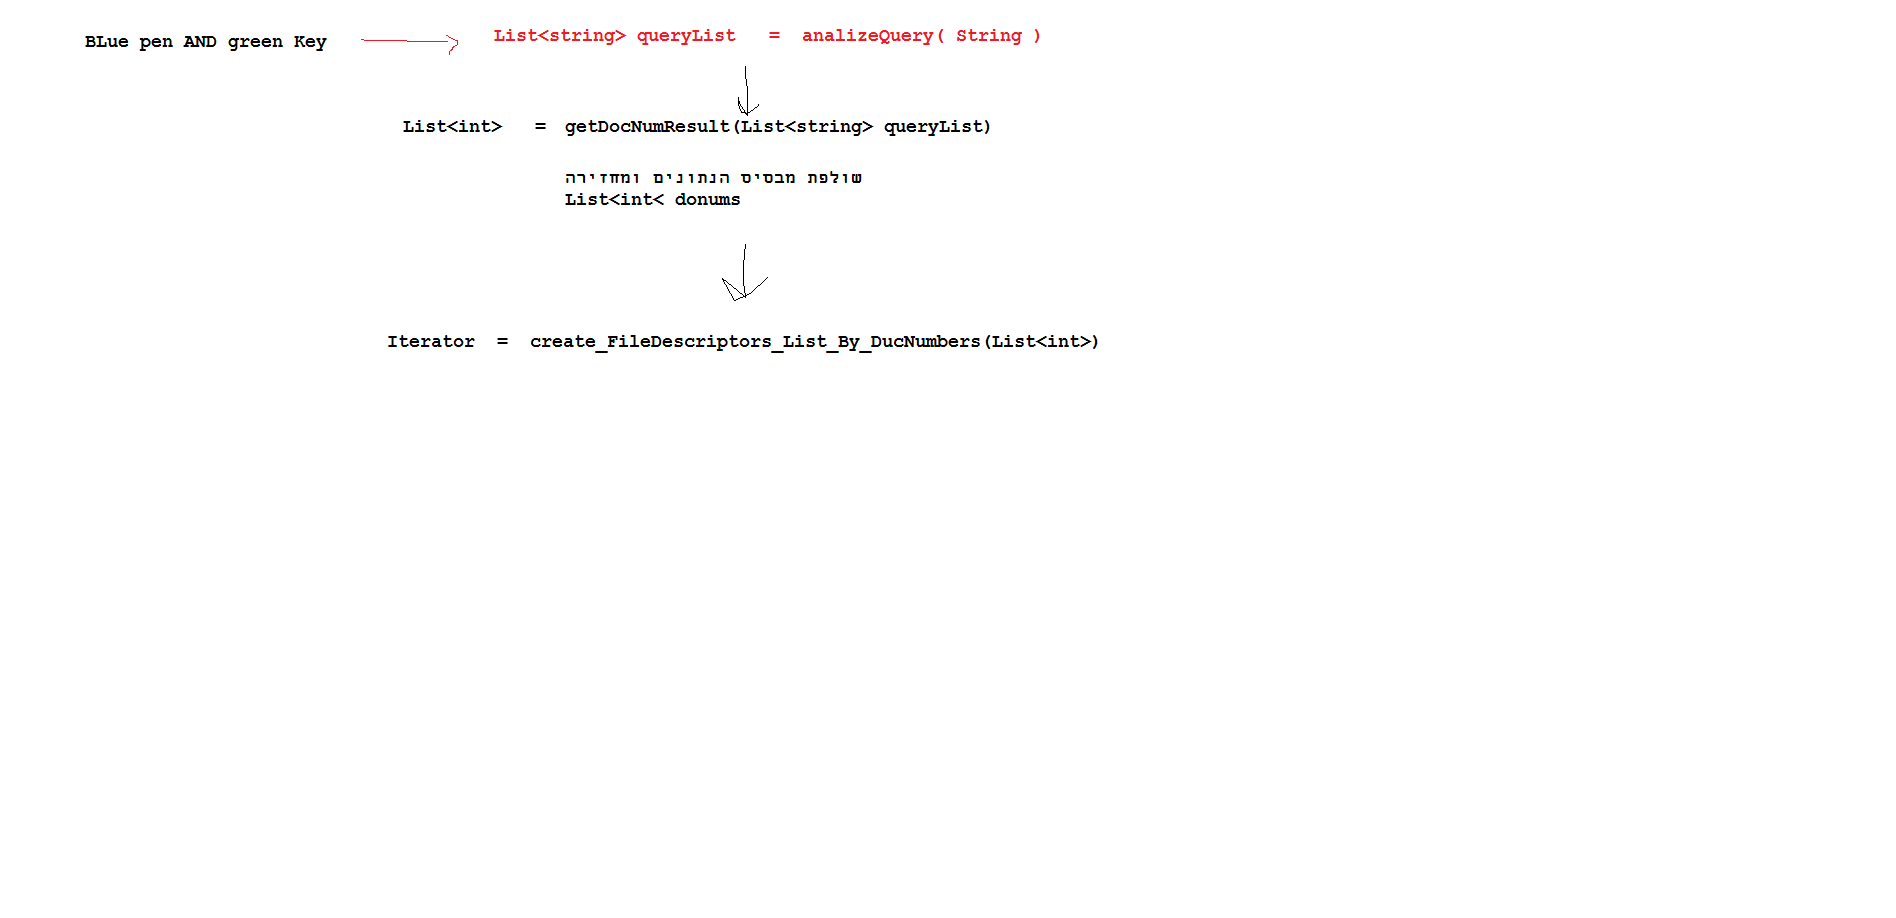 BLue pen AND green Key
List<string> queryList = analizeQuery( String )
List<int> = getDocNumResult(List<string> queryList)
שולפת מבסיס הנתונים ומחזירה
List<int< donums
Iterator = create_FileDescriptors_List_By_DucNumbers(List<int>)